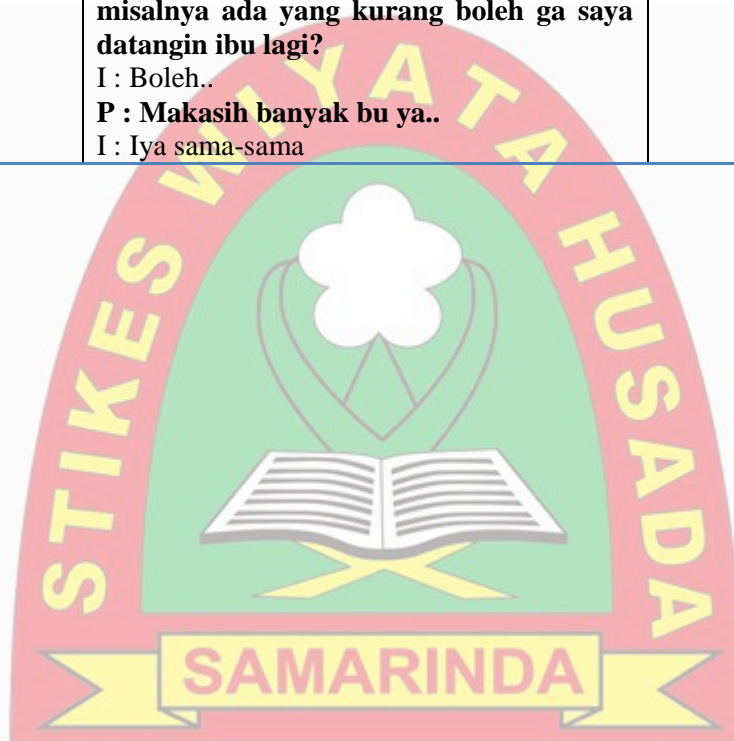 misalnya ada yang kurang boleh ga saya
datangin ibu lagi?
I : Boleh..
P : Makasih banyak bu ya..
I : Iya sama-sama
STIKES WIYATA HUSADA
SAMARINDA